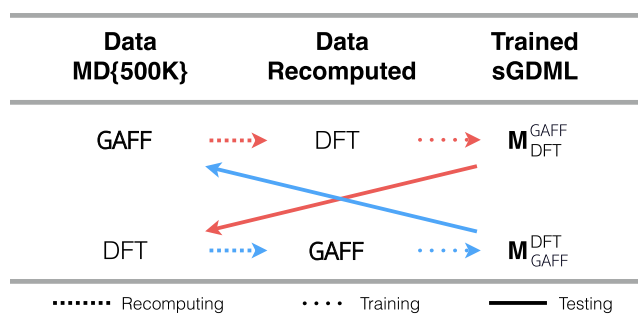 Data MD{500K}
Data Recomputed
Trained sGDML
GAFF DFT M GAFF DFT
DFT GAFF M DFT GAFF
Recomputing Training Testing